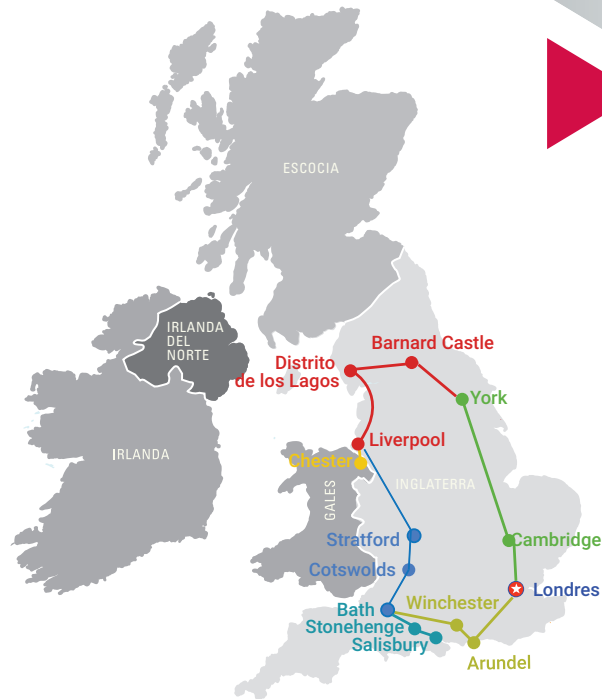 ESCOCIA
IRLANDA
DEL
NORTE
Barnard Castle
Distrito
de los Lagos
York
Liverpool
IRLANDA
Chester
INGLATERRA
GALES
Stratford
Cambridge
Cotswolds
Londres
Winchester
Bath
Stonehenge
Salisbury
Arundel